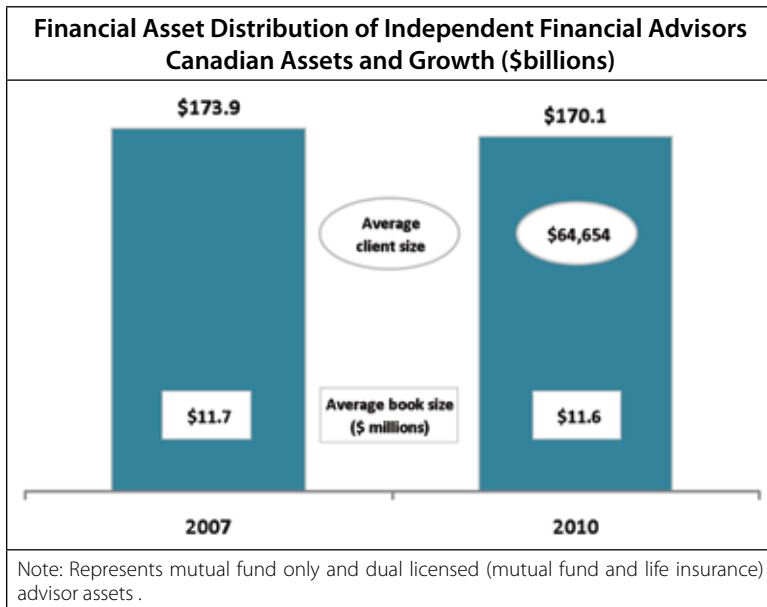 Financial Asset Distribution of Independent Financial Advisors
Canadian Assets and Growth ($billions)
$173.9
$170.1
Average
client size
$64,654
$11.7
Average book size
($ millions)
$11.6
2007
2010
Note: Represents mutual fund only and dual licensed (mutual fund and life insurance)
advisor assets .